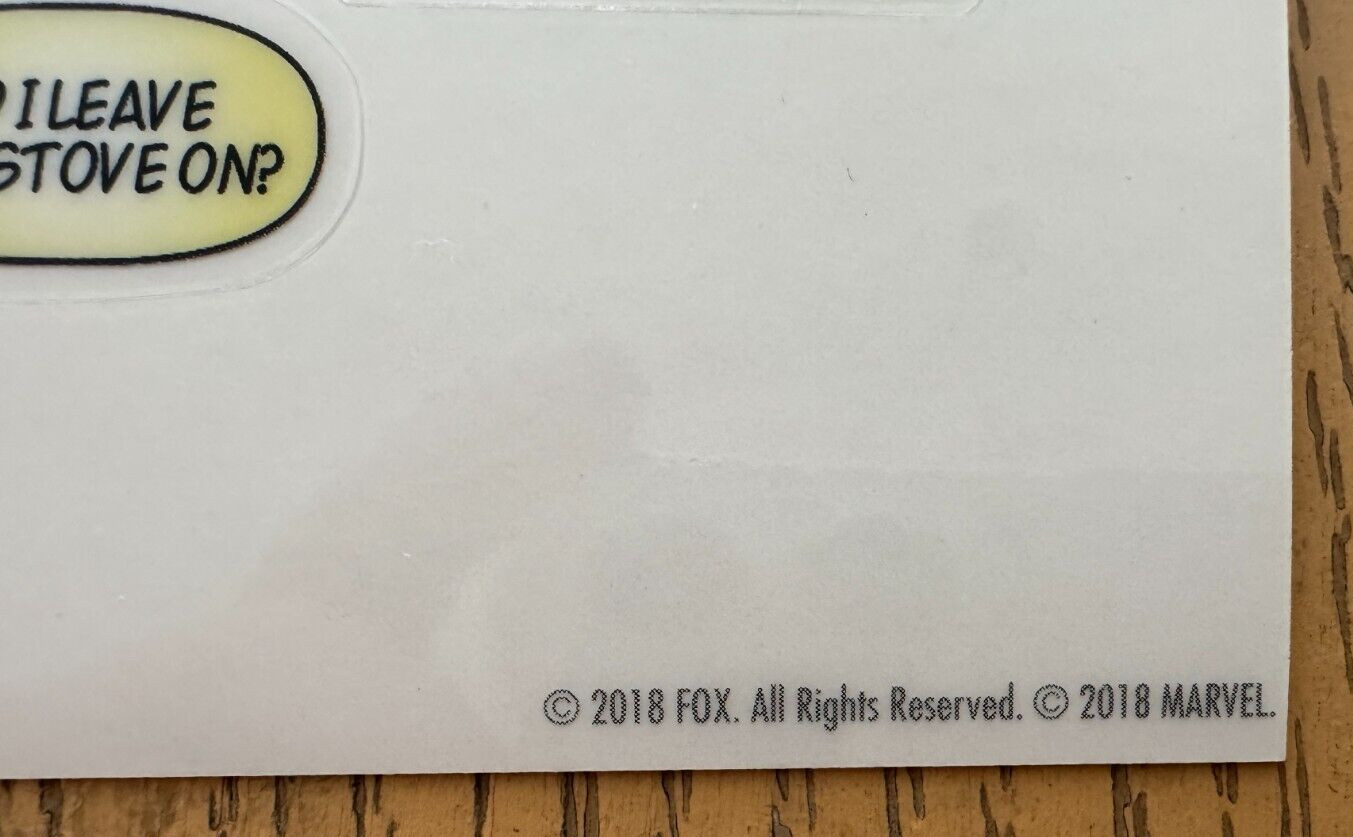 I LEAVE
STOVE ON?
© 2018 FOX. All Rights Reserved. © 2018 MARVEL.